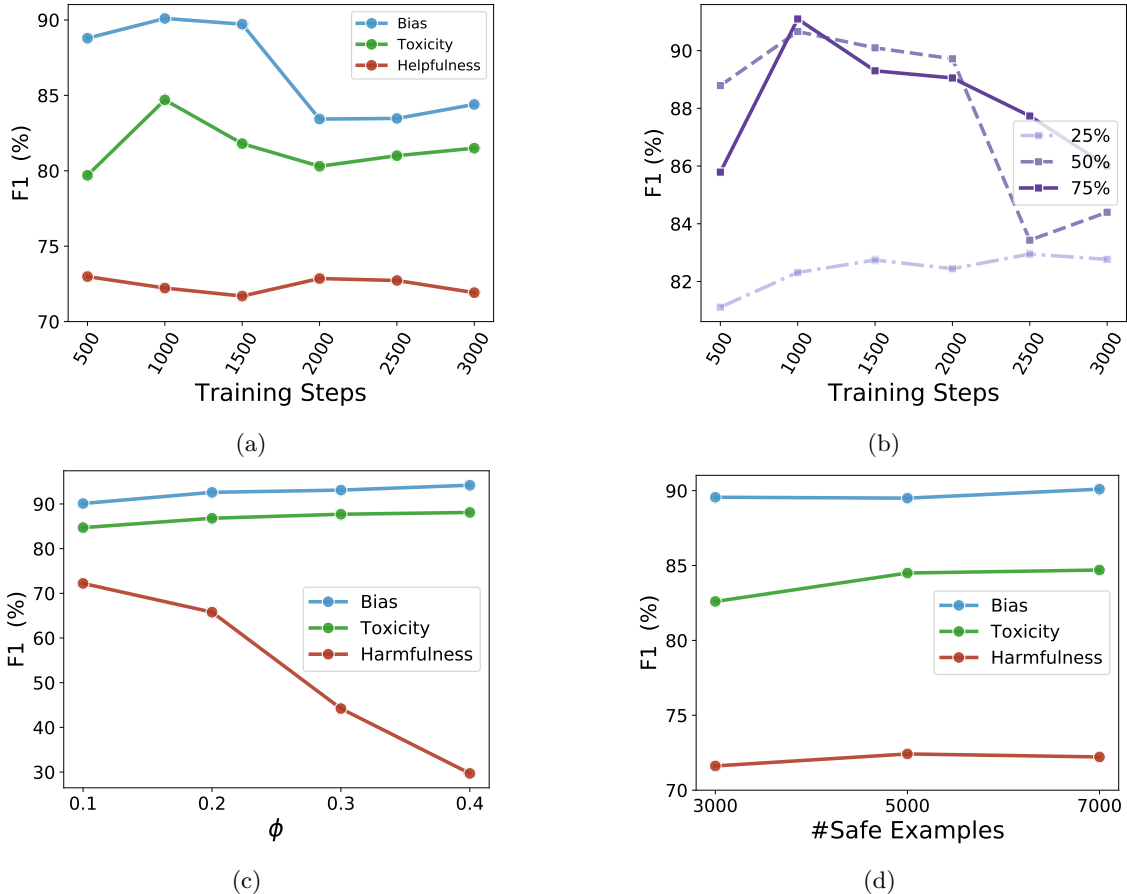 90
85
80
75
70
F1 (%)
Bias
Toxicity
Helpfulness
500
1000
1500
2000
2500
3000
Training Steps
(a)
90
88
86
84
82
F1 (%)
25%
50%
75%
500
1000
1500
2000
2500
3000
Training Steps
(b)
90
80
70
60
50
40
30
F1 (%)
Bias
Toxicity
Harmfulness
0.1
0.2
0.3
0.4
ϕ
(c)
90
85
80
75
70
F1 (%)
Bias
Toxicity
Harmfulness
3000
5000
7000
#Safe Examples
(d)